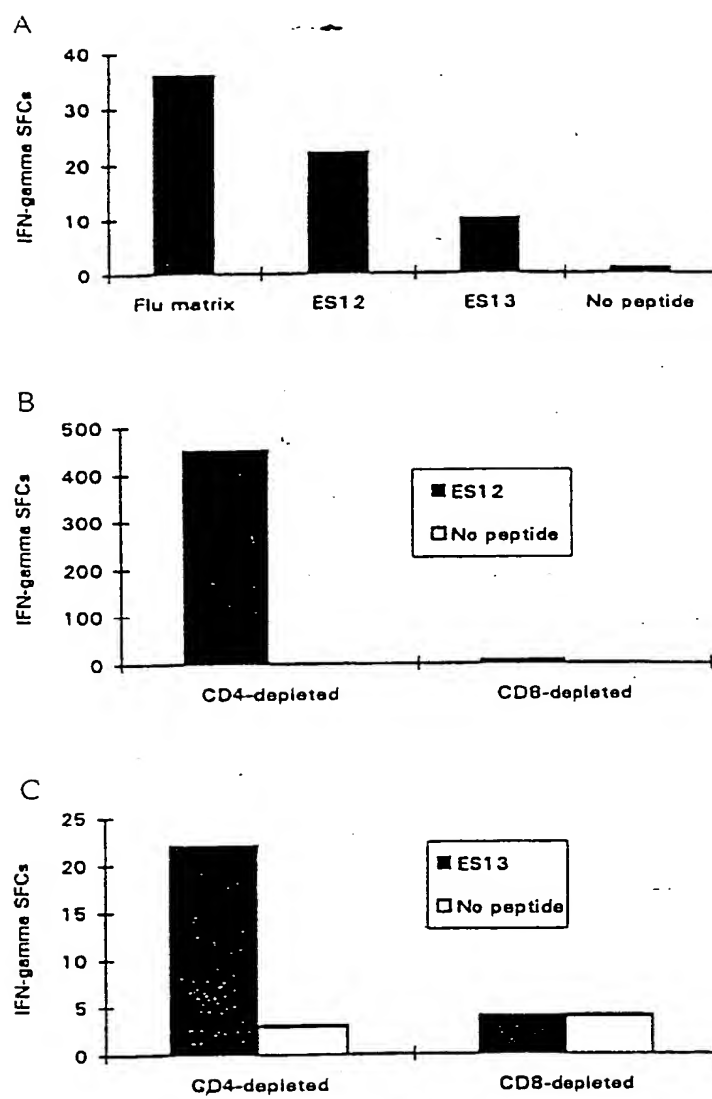 A
IFN-gamma SFCs
40
30
20
10
0
Flu matrix ES12 ES13 No peptide
B
IFN-gamma SFCs
500
400
300
200
100
0
ES12
No peptide
CD4-depleted CD8-depleted
C
IFN-gamma SFCs
25
20
15
10
5
0
ES13
No peptide
CD4-depleted CD8-depleted